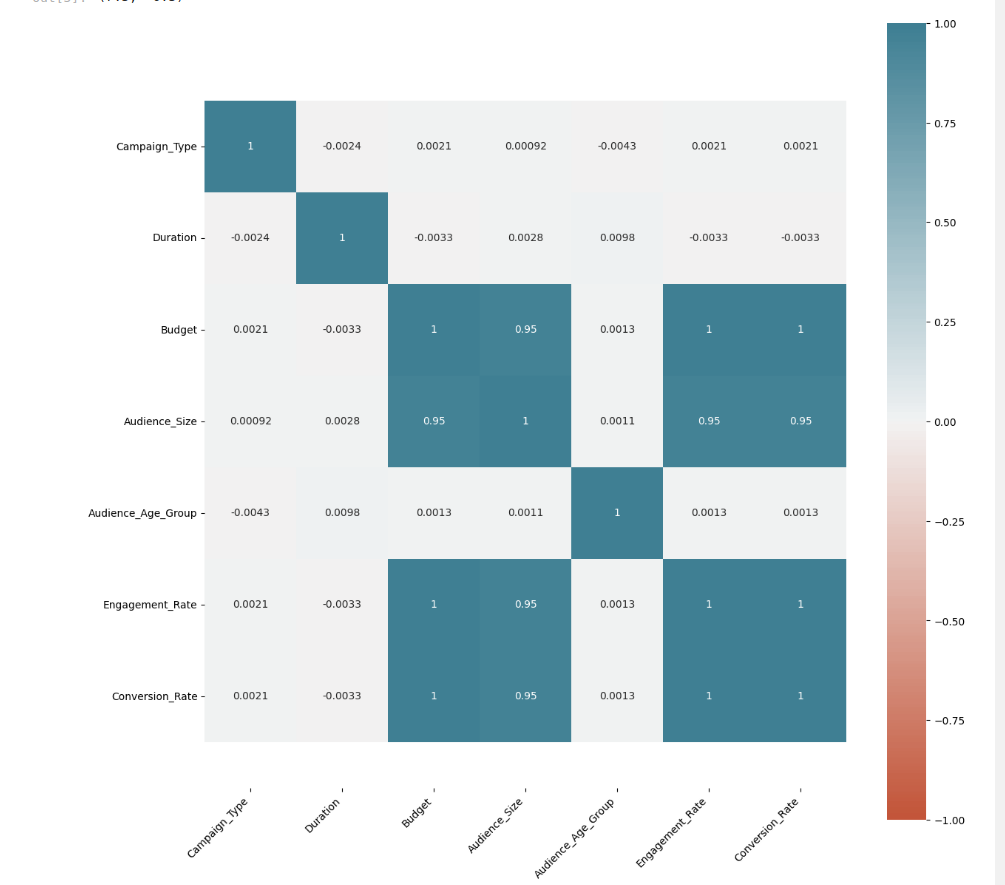 1.00
Campaign_Type 1 -0.0024 0.0021 0.00092 -0.0043 0.0021 0.0021
0.75
Duration -0.0024 1 -0.0033 0.0028 0.0098 -0.0033 -0.0033
0.50
Budget 0.0021 -0.0033 1 0.95 0.0013 1 1
0.25
Audience_Size 0.00092 0.0028 0.95 1 0.0011 0.95 0.95
0.00
Audience_Age_Group -0.0043 0.0098 0.0013 0.0011 1 0.0013 0.0013
−0.25
Engagement_Rate 0.0021 -0.0033 1 0.95 0.0013 1 1
−0.50
Conversion_Rate 0.0021 -0.0033 1 0.95 0.0013 1 1
−0.75
−1.00
Campaign_Type
Duration
Budget
Audience_Size
Audience_Age_Group
Engagement_Rate
Conversion_Rate